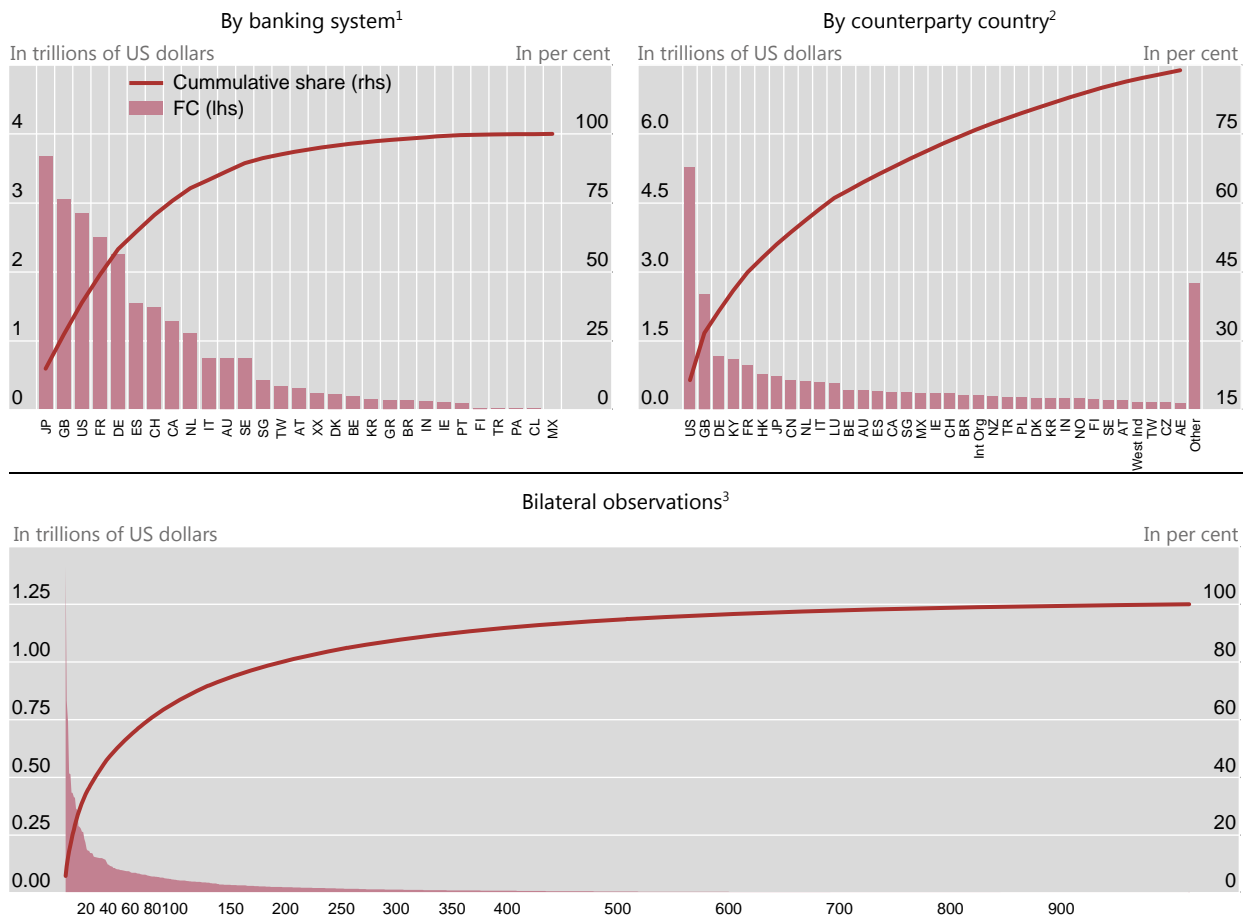 By banking system1
In trillions of US dollars In per cent
Cummulative share (rhs)
FC (lhs)
4 100
3 75
2 50
1 25
0 0
JP GB US FR DE ES CH CA NL IT AU SE SG TW AT XX DK BE KR GR BR IN IE PT FI TR PA CL MX
By counterparty country2
In trillions of US dollars In per cent
6.0 75
4.5 60
3.0 45
1.5 30
0.0 15
US GB DE KY FR HK JP CN NL IT LU BE AU ES CA SG MX IE CH BR Int Org NZ TR PL DK KR IN NO FI SE AT West Ind TW CZ AE Other
Bilateral observations3
In trillions of US dollars In per cent
1.25 100
1.00 80
0.75 60
0.50 40
0.25 20
0.00 0
20 40 60 80 100 150 200 250 300 350 400 500 600 700 800 900